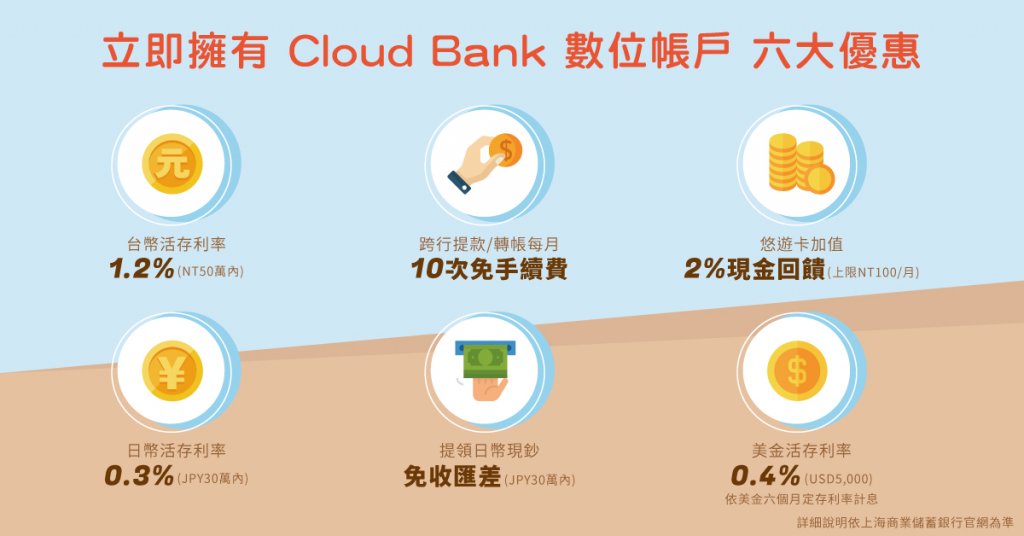 立即擁有 Cloud Bank 數位帳戶 六大優惠
元
$
台幣活存利率
1.2%(NT50萬內)
跨行提款/轉帳每月
10次免手續費
悠遊卡加值
2%現金回饋(上限NT100/月)
¥
$
日幣活存利率
0.3%(JPY30萬內)
提領日幣現鈔
免收匯差(JPY30萬內)
美金活存利率
0.4%(USD5,000)
依美金六個月定存利率計息
詳細說明依上海商業儲蓄銀行官網為準